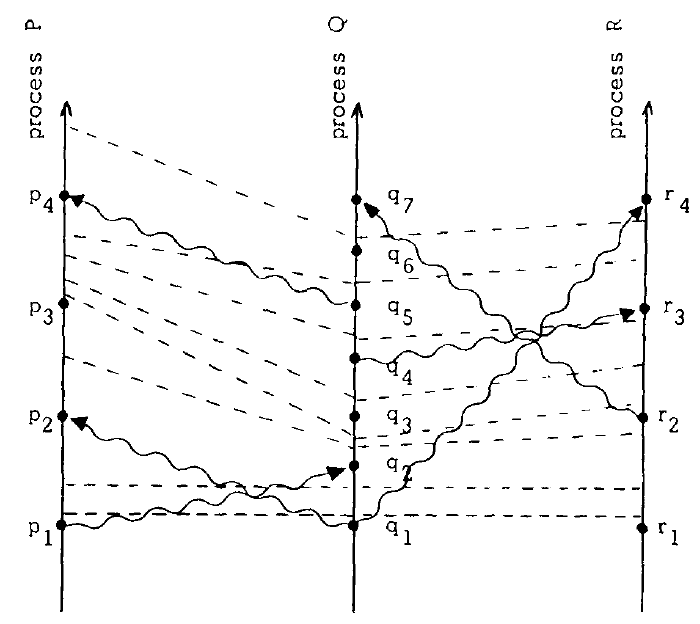 process P
process Q
process R
p4
q7
r4
q6
p3
q5
r3
q4
p2
q3
r2
q2
p1
q1
r1